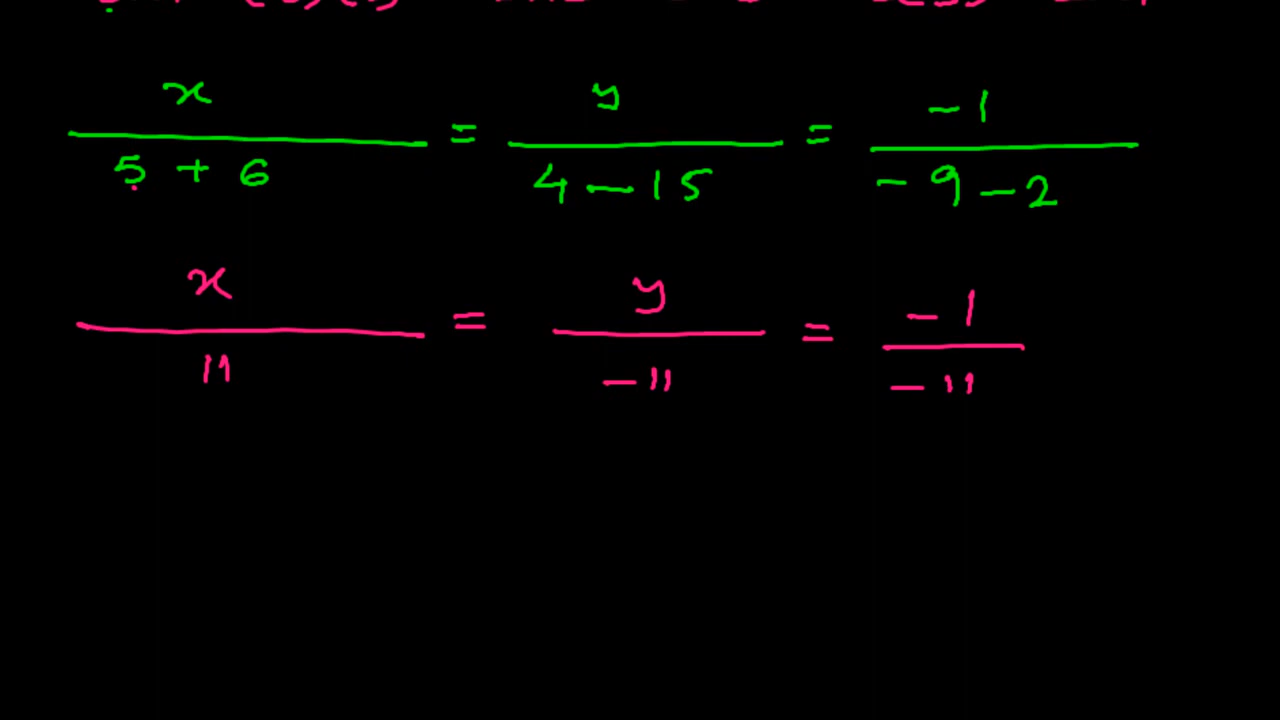 x / 5 + 6 = y / 4 - 15 = -1 / -9 - 2
x / 11 = y / -11 = -1 / -11